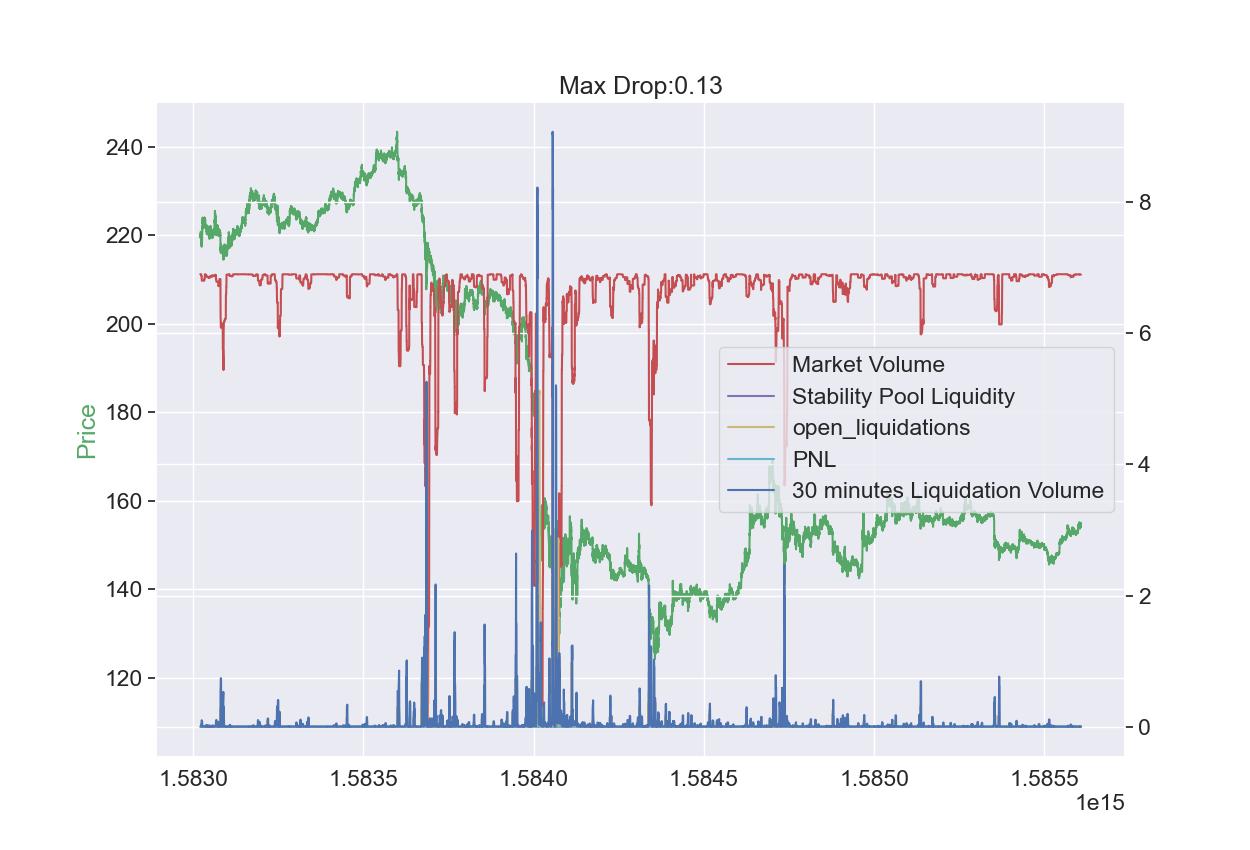 Max Drop:0.13
240
220
200
180
160
140
120
Price
8
6
4
2
0
Market Volume
Stability Pool Liquidity
open_liquidations
PNL
30 minutes Liquidation Volume
1.5830 1.5835 1.5840 1.5845 1.5850 1.5855
1e15